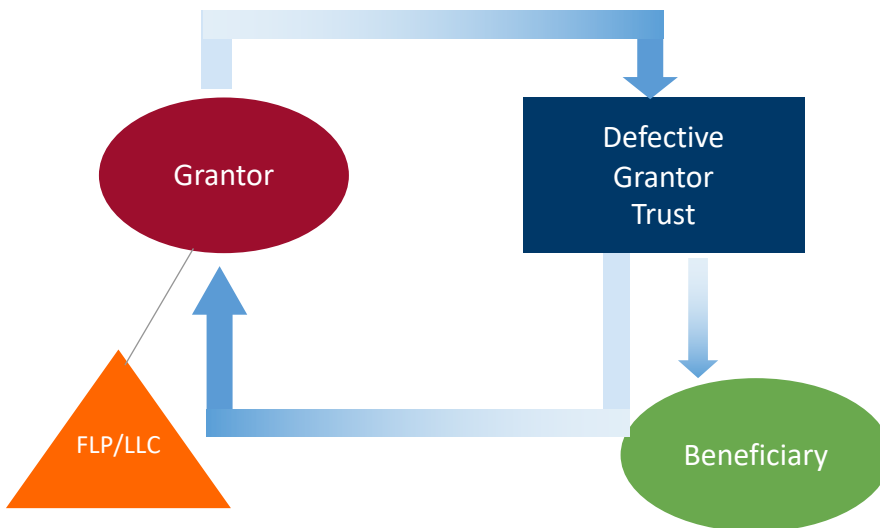 Grantor
Defective
Grantor
Trust
FLP/LLC
Beneficiary